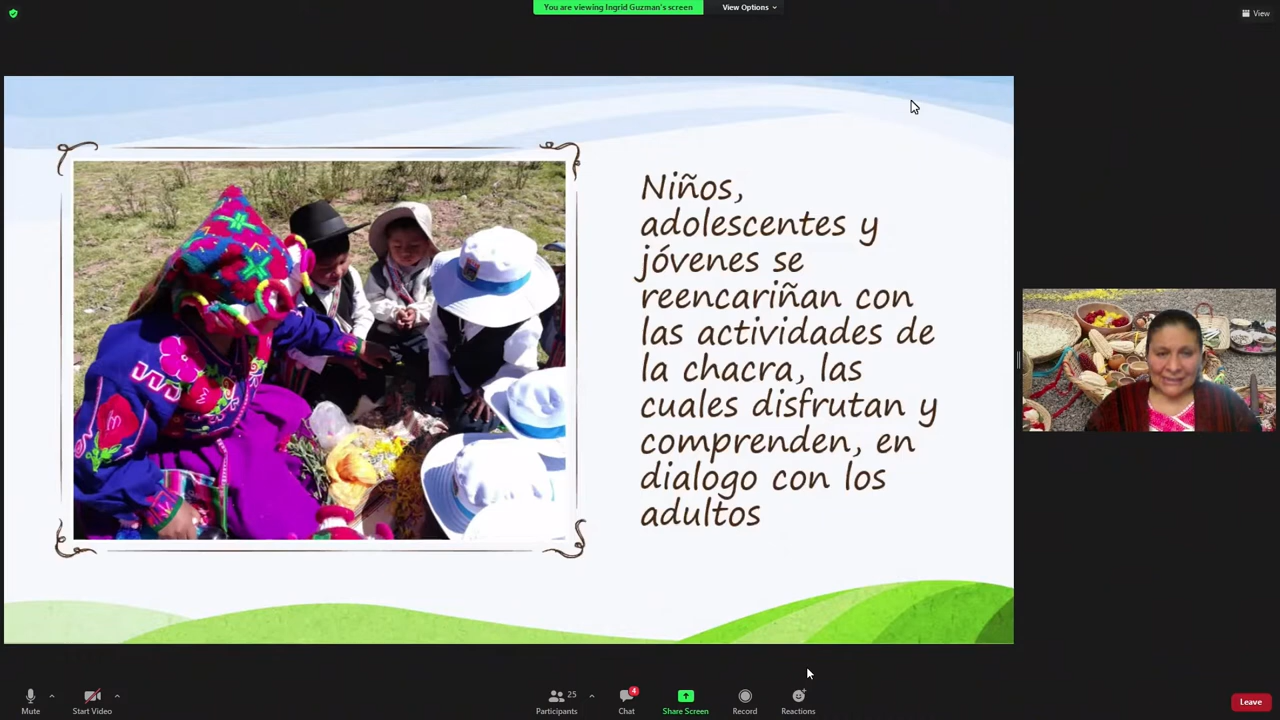 You are viewing Ingrid Guzman's screen
View Options
View
Niños,
adolescentes y
jóvenes se
reencariñan con
las actividades de
la chacra, las
cuales disfrutan y
comprenden, en
dialogo con los
adultos
Mute
Start Video
25
Participants
4
Chat
Share Screen
Record
Reactions
Leave